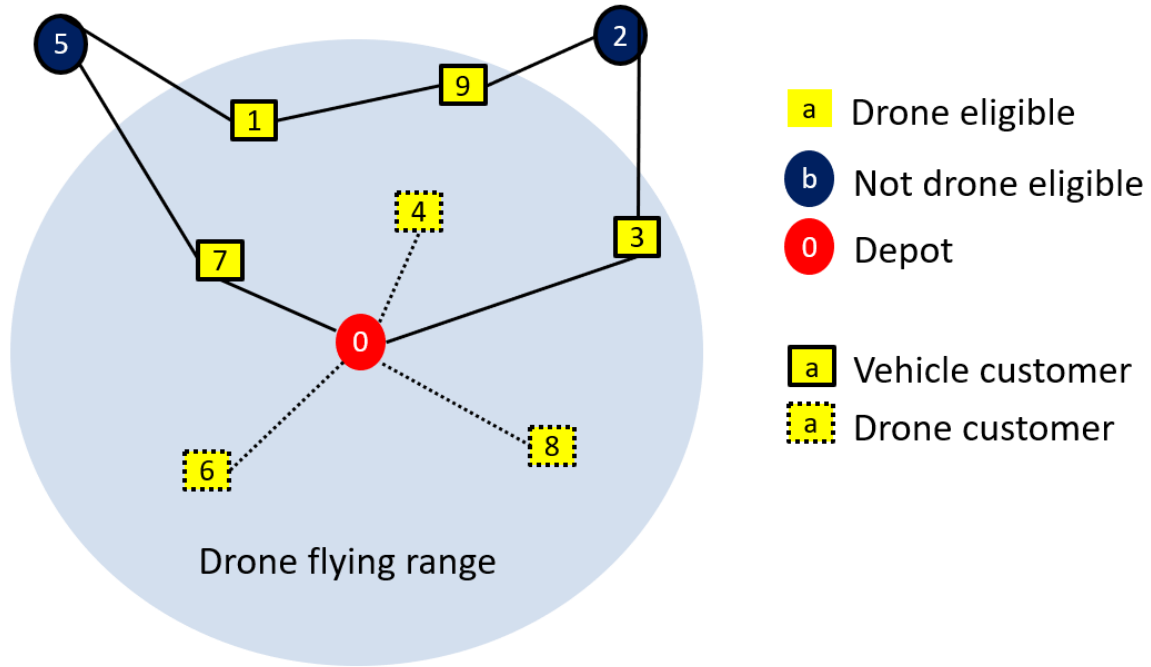 5
2
9
1
a Drone eligible
b Not drone eligible
4
3
7
0 Depot
0
a Vehicle customer
a Drone customer
8
6
Drone flying range